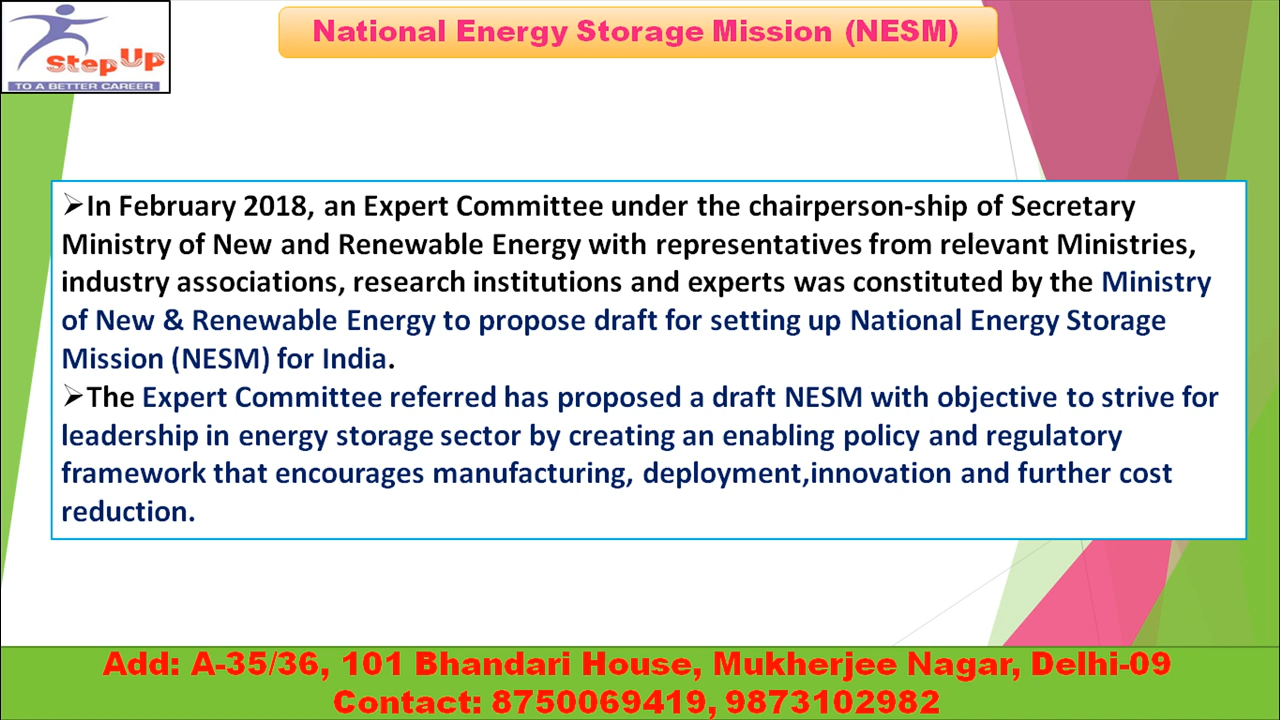 StepUp
TO A BETTER CAREER
National Energy Storage Mission (NESM)
➢In February 2018, an Expert Committee under the chairperson-ship of Secretary
Ministry of New and Renewable Energy with representatives from relevant Ministries,
industry associations, research institutions and experts was constituted by the Ministry
of New & Renewable Energy to propose draft for setting up National Energy Storage
Mission (NESM) for India.
➢The Expert Committee referred has proposed a draft NESM with objective to strive for
leadership in energy storage sector by creating an enabling policy and regulatory
framework that encourages manufacturing, deployment,innovation and further cost
reduction.
Add: A-35/36, 101 Bhandari House, Mukherjee Nagar, Delhi-09
Contact: 8750069419, 9873102982